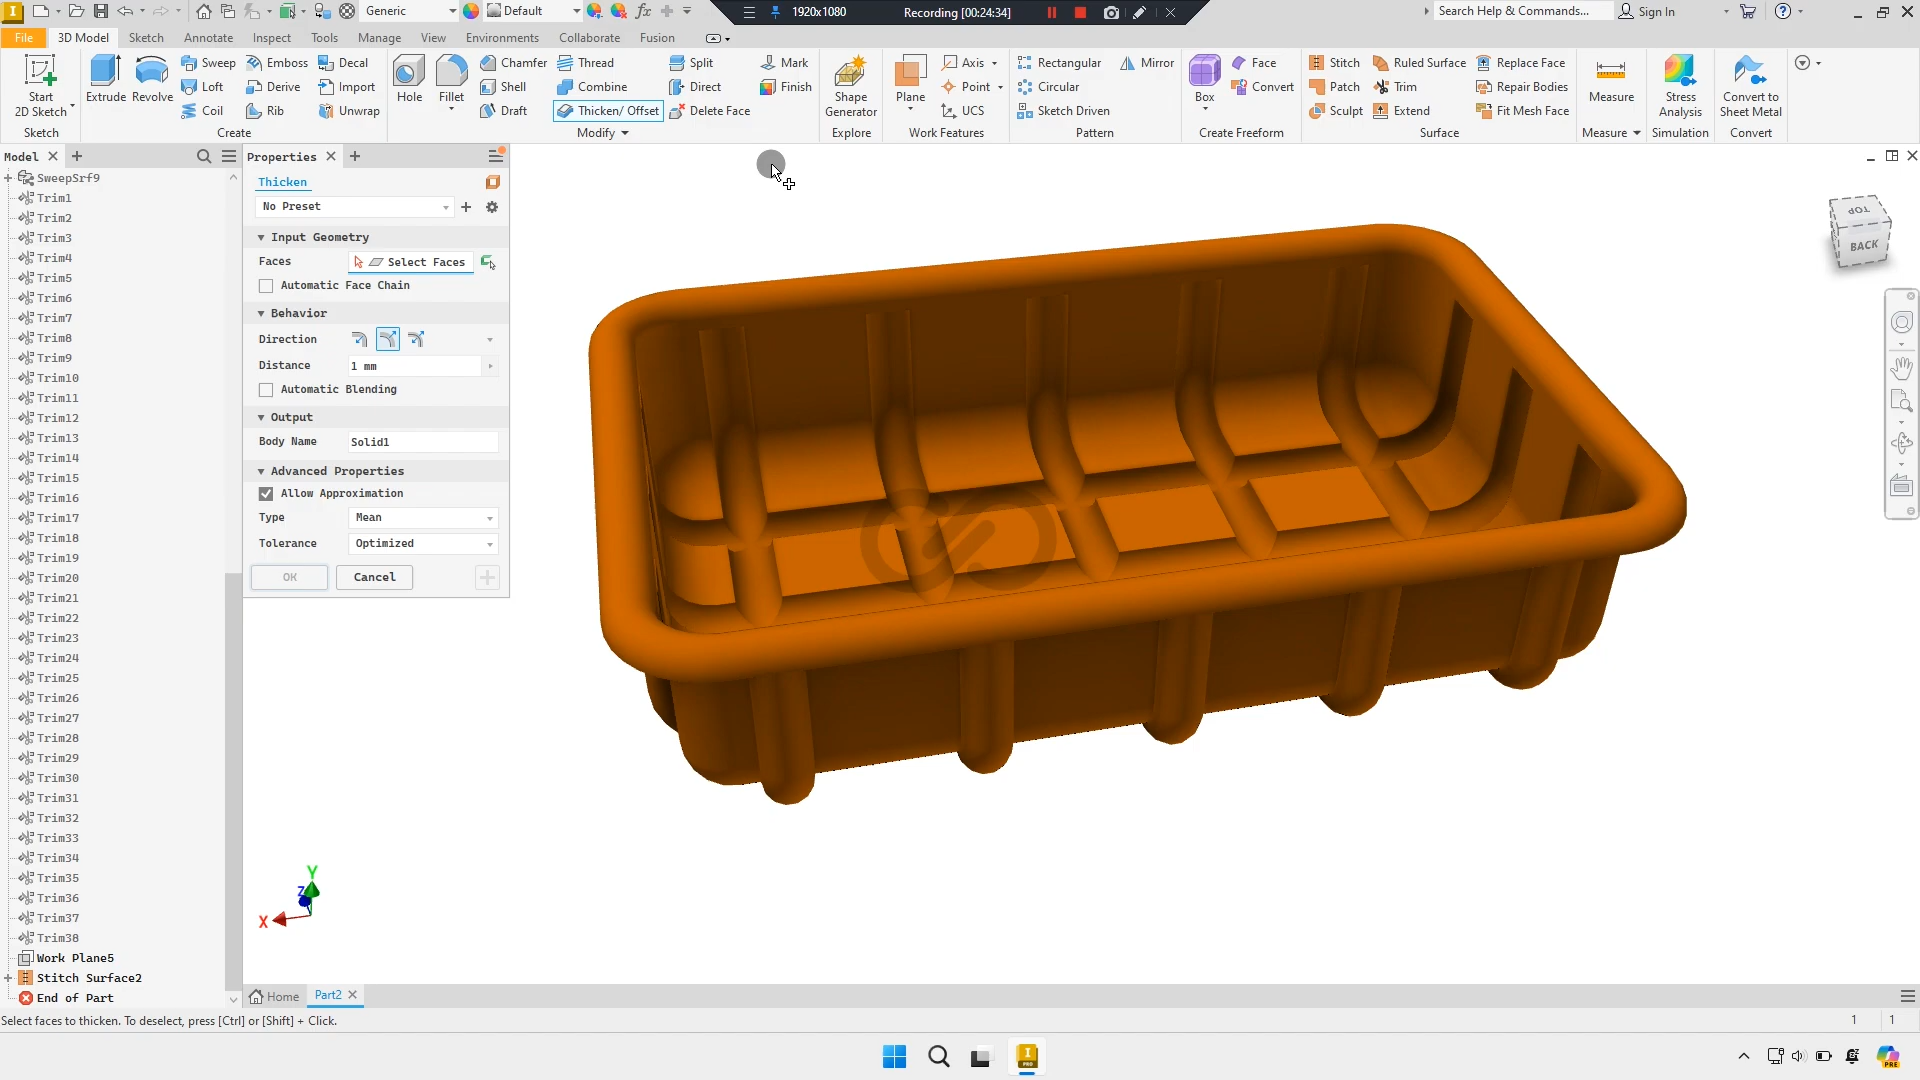 Generic
Default
1920x1080
Recording [00:24:34]
Search Help & Commands...
Sign In
File
3D Model
Sketch
Annotate
Inspect
Tools
Manage
View
Environments
Collaborate
Fusion
Start
2D Sketch
Sketch
Extrude
Revolve
Sweep
Loft
Coil
Emboss
Derive
Rib
Decal
Import
Unwrap
Create
Hole
Fillet
Chamfer
Shell
Draft
Thread
Combine
Thicken/ Offset
Split
Direct
Delete Face
Mark
Finish
Modify
Shape
Generator
Explore
Plane
Axis
Point
UCS
Work Features
Rectangular
Circular
Sketch Driven
Mirror
Pattern
Box
Face
Convert
Create Freeform
Stitch
Patch
Sculpt
Ruled Surface
Trim
Extend
Replace Face
Repair Bodies
Fit Mesh Face
Surface
Measure
Measure
Stress
Analysis
Simulation
Convert to
Sheet Metal
Convert
Model
SweepSrf9
Trim1
Trim2
Trim3
Trim4
Trim5
Trim6
Trim7
Trim8
Trim9
Trim10
Trim11
Trim12
Trim13
Trim14
Trim15
Trim16
Trim17
Trim18
Trim19
Trim20
Trim21
Trim22
Trim23
Trim24
Trim25
Trim26
Trim27
Trim28
Trim29
Trim30
Trim31
Trim32
Trim33
Trim34
Trim35
Trim36
Trim37
Trim38
Work Plane5
Stitch Surface2
End of Part
Properties
Thicken
No Preset
Input Geometry
Faces
Select Faces
Automatic Face Chain
Behavior
Direction
Distance
1 mm
Automatic Blending
Output
Body Name
Solid1
Advanced Properties
Allow Approximation
Type
Mean
Tolerance
Optimized
OK
Cancel
TOP
BACK
Y
Z
X
Home
Part2
Select faces to thicken. To deselect, press [Ctrl] or [Shift] + Click.
1
1